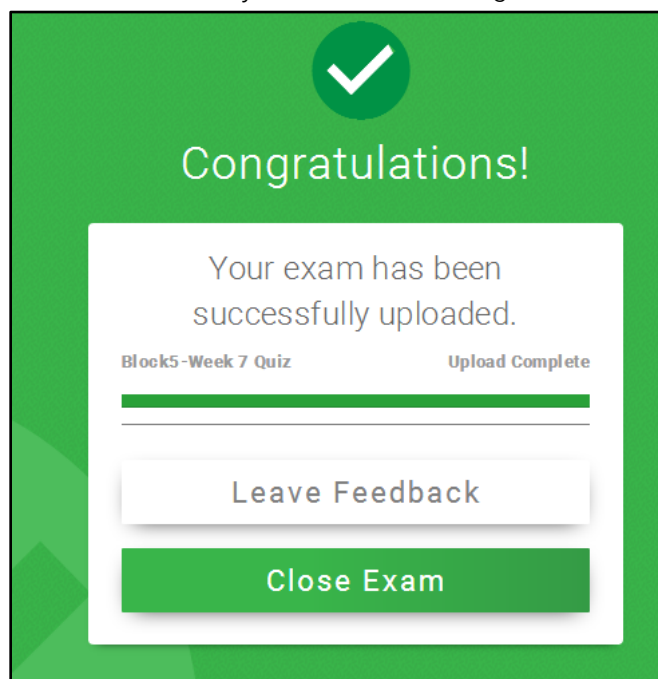 Congratulations!
Your exam has been
successfully uploaded.
Block5-Week 7 Quiz Upload Complete
Leave Feedback
Close Exam